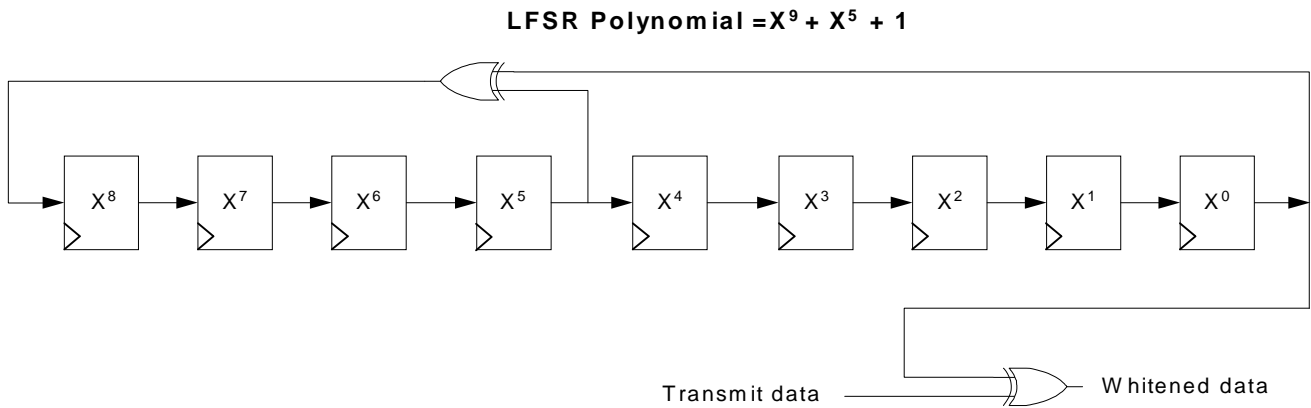 LFSR Polynomial =X⁹ + X⁵ + 1
X⁸ X⁷ X⁶ X⁵ X⁴ X³ X² X¹ X⁰
Transmit data
Whitened data